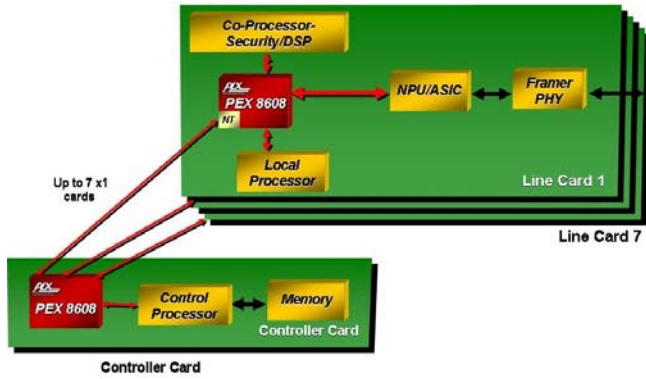 Co-Processor-
Security/DSP
PLX
PEX 8608
NT
NPU/ASIC
Framer
PHY
Local
Processor
Line Card 1
Up to 7 x1
cards
Line Card 7
PLX
PEX 8608
Control
Processor
Memory
Controller Card
Controller Card